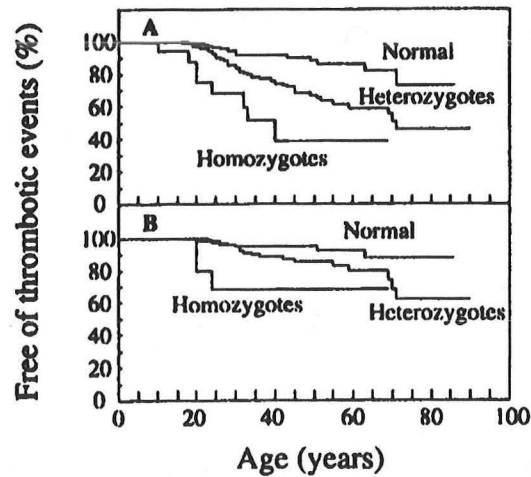 Free of thrombotic events (%)
A
100
80
60
40
20
0
Normal
Heterozygotes
Homozygotes
B
100
80
60
40
20
0
Normal
Homozygotes
Heterozygotes
0 20 40 60 80 100
Age (years)